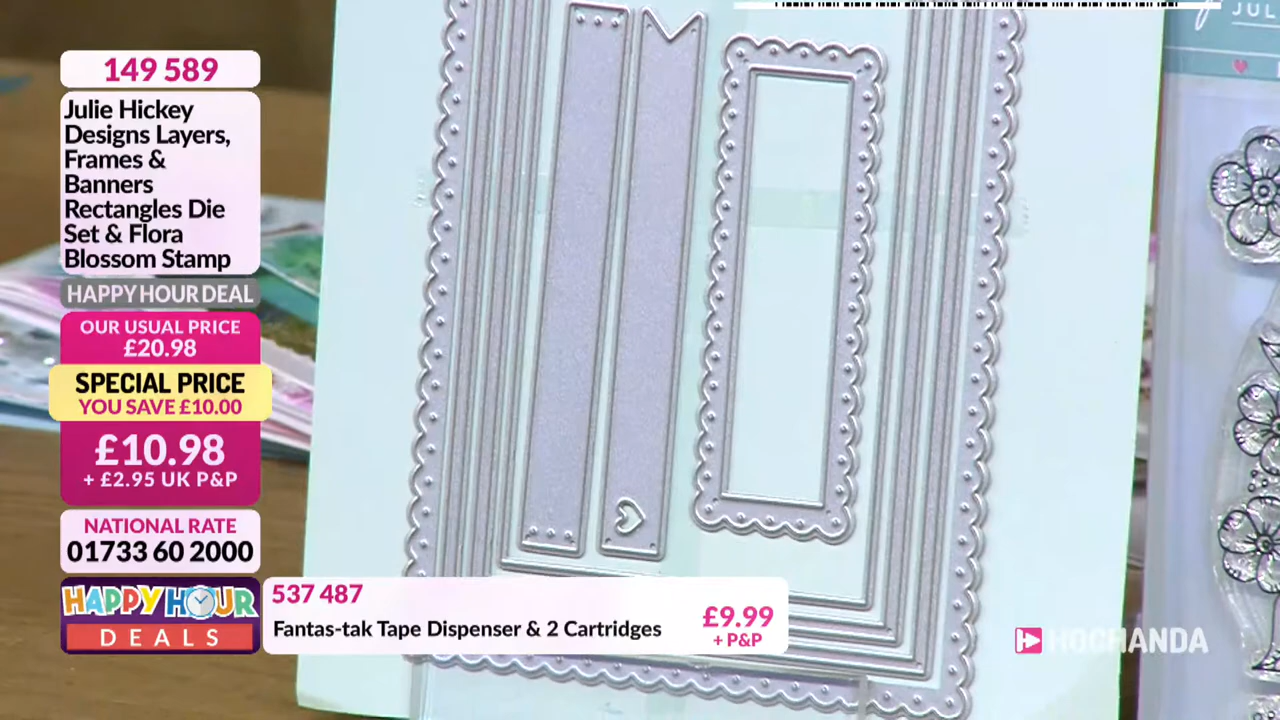 149 589
Julie Hickey
Designs Layers,
Frames &
Banners
Rectangles Die
Set & Flora
Blossom Stamp
HAPPY HOUR DEAL
OUR USUAL PRICE
£20.98
SPECIAL PRICE
YOU SAVE £10.00
£10.98
+ £2.95 UK P&P
NATIONAL RATE
01733 60 2000
HAPPY HOUR
DEALS
537 487
Fantas-tak Tape Dispenser & 2 Cartridges
£9.99
+ P&P
HOCHANDA
JUL